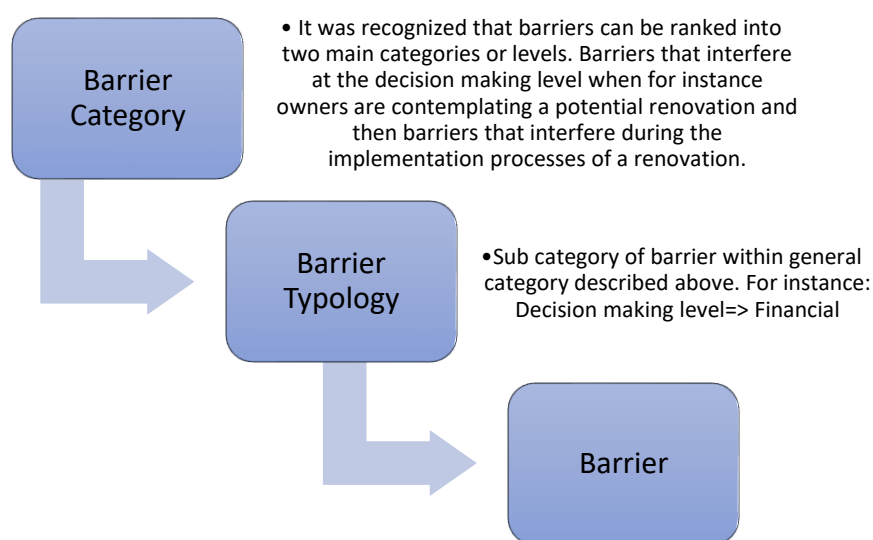 Barrier
Category
• It was recognized that barriers can be ranked into
two main categories or levels. Barriers that interfere
at the decision making level when for instance
owners are contemplating a potential renovation and
then barriers that interfere during the
implementation processes of a renovation.
Barrier
Typology
•Sub category of barrier within general
category described above. For instance:
Decision making level=> Financial
Barrier